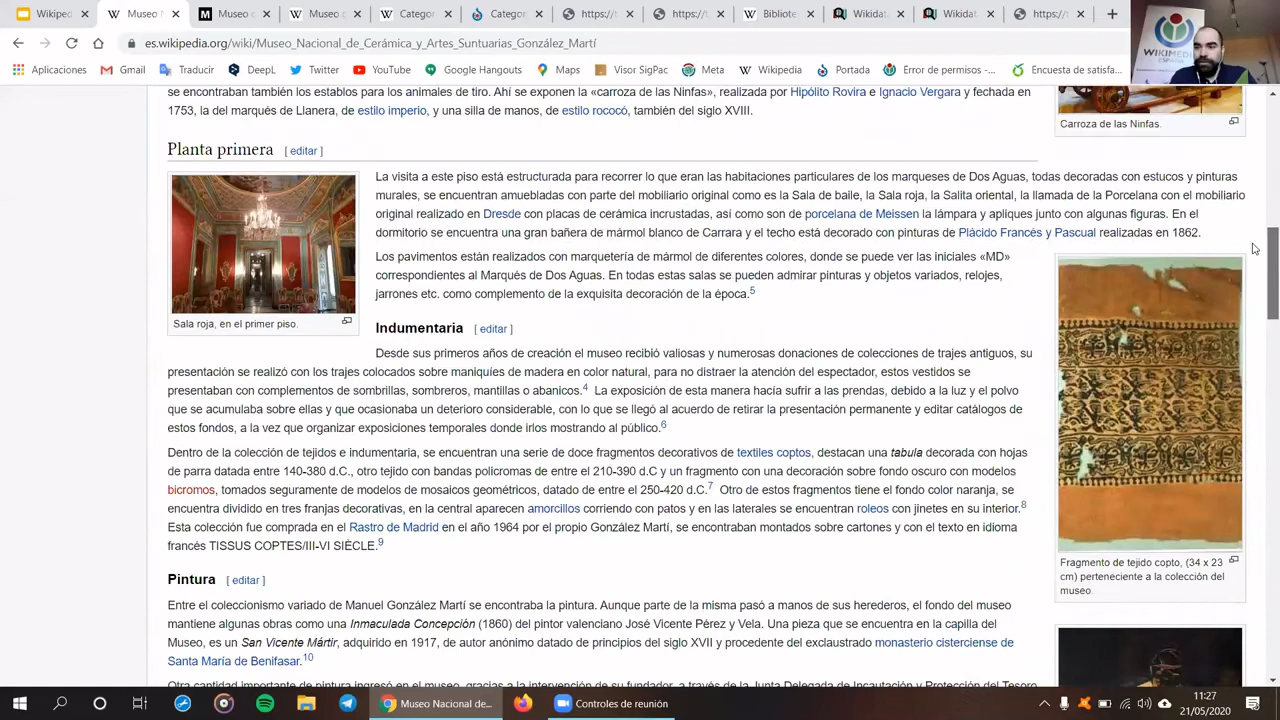 Wikiped
Museo N
Museo c
Museo c
Categor
Categor
https://t
https://t
Bibliote
Wikidat
Wikidat
https://t
es.wikipedia.org/wiki/Museo_Nacional_de_Cerámica_y_Artes_Suntuarias_González_Martí
Aplicaciones Gmail Traducir DeepL Twitter YouTube Google Hangouts Maps Visor SigPac Meta Wikipedia Portada Error de permisos -... Encuesta de satisfa...
WIKIMEDIA
ESPAÑA
se encontraban también los establos para los animales de tiro. Ahí se exponen la «carroza de las Ninfas», realizada por Hipólito Rovira e Ignacio Vergara y fechada en
1753, la del marqués de Llanera, de estilo imperio, y una silla de manos, de estilo rococó, también del siglo XVIII.
Carroza de las Ninfas.
Planta primera [ editar ]
La visita a este piso está estructurada para recorrer lo que eran las habitaciones particulares de los marqueses de Dos Aguas, todas decoradas con estucos y pinturas
murales, se encuentran amuebladas con parte del mobiliario original como es la Sala de baile, la Sala roja, la Salita oriental, la llamada de la Porcelana con el mobiliario
original realizado en Dresde con placas de cerámica incrustadas, así como son de porcelana de Meissen la lámpara y apliques junto con algunas figuras. En el
dormitorio se encuentra una gran bañera de mármol blanco de Carrara y el techo está decorado con pinturas de Plácido Francés y Pascual realizadas en 1862.
Los pavimentos están realizados con marquetería de mármol de diferentes colores, donde se puede ver las iniciales «MD»
correspondientes al Marqués de Dos Aguas. En todas estas salas se pueden admirar pinturas y objetos variados, relojes,
jarrones etc. como complemento de la exquisita decoración de la época.5
Sala roja, en el primer piso.
Indumentaria [ editar ]
Desde sus primeros años de creación el museo recibió valiosas y numerosas donaciones de colecciones de trajes antiguos, su
presentación se realizó con los trajes colocados sobre maniquíes de madera en color natural, para no distraer la atención del espectador, estos vestidos se
presentaban con complementos de sombrillas, sombreros, mantillas o abanicos.4 La exposición de esta manera hacía sufrir a las prendas, debido a la luz y el polvo
que se acumulaba sobre ellas y que ocasionaba un deterioro considerable, con lo que se llegó al acuerdo de retirar la presentación permanente y editar catálogos de
estos fondos, a la vez que organizar exposiciones temporales donde irlos mostrando al público.6
Dentro de la colección de tejidos e indumentaria, se encuentran una serie de doce fragmentos decorativos de textiles coptos, destacan una tabula decorada con hojas
de parra datada entre 140-380 d.C., otro tejido con bandas policromas de entre el 210-390 d.C y un fragmento con una decoración sobre fondo oscuro con modelos
bicromos, tomados seguramente de modelos de mosaicos geométricos, datado de entre el 250-420 d.C.7 Otro de estos fragmentos tiene el fondo color naranja, se
encuentra dividido en tres franjas decorativas, en la central aparecen amorcillos corriendo con patos y en las laterales se encuentran roleos con jinetes en su interior.8
Esta colección fue comprada en el Rastro de Madrid en el año 1964 por el propio González Martí, se encontraban montados sobre cartones y con el texto en idioma
francés TISSUS COPTES/III-VI SIÈCLE.9
Fragmento de tejido copto, (34 x 23
cm) perteneciente a la colección del
museo.
Pintura [ editar ]
Entre el coleccionismo variado de Manuel González Martí se encontraba la pintura. Aunque parte de la misma pasó a manos de sus herederos, el fondo del museo
mantiene algunas obras como una Inmaculada Concepción (1860) del pintor valenciano José Vicente Pérez y Vela. Una pieza que se encuentra en la capilla del
Museo, es un San Vicente Mártir, adquirido en 1917, de autor anónimo datado de principios del siglo XVII y procedente del exclaustrado monasterio cisterciense de
Santa María de Benifasar.10
Otra cantidad importante de pintura ingresó en el museo gracias a la intervención de su fundador, a través de la Junta Delegada de Incautación y Protección del Tesoro
Museo Nacional de...
Controles de reunión
11:27
21/05/2020